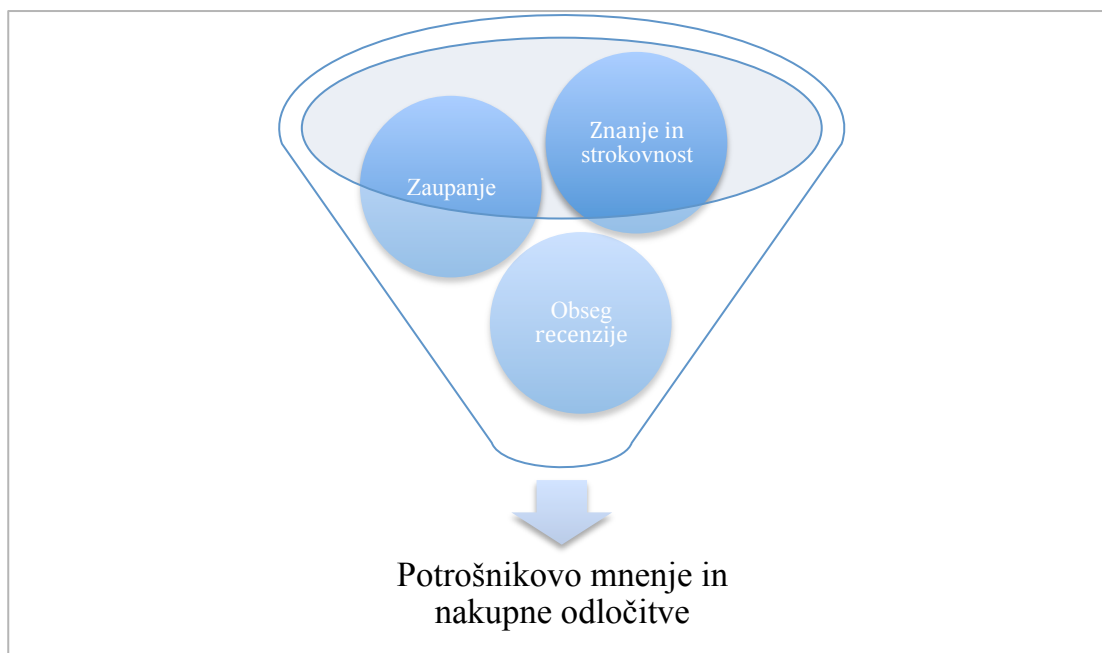 Znanje in
strokovnost
Zaupanje
Obseg
recenzije
Potrošnikovo mnenje in
nakupne odločitve